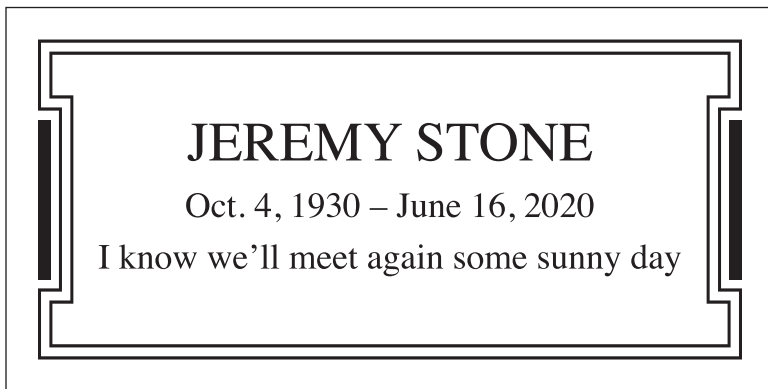 JEREMY STONE
Oct. 4, 1930 – June 16, 2020
I know we’ll meet again some sunny day